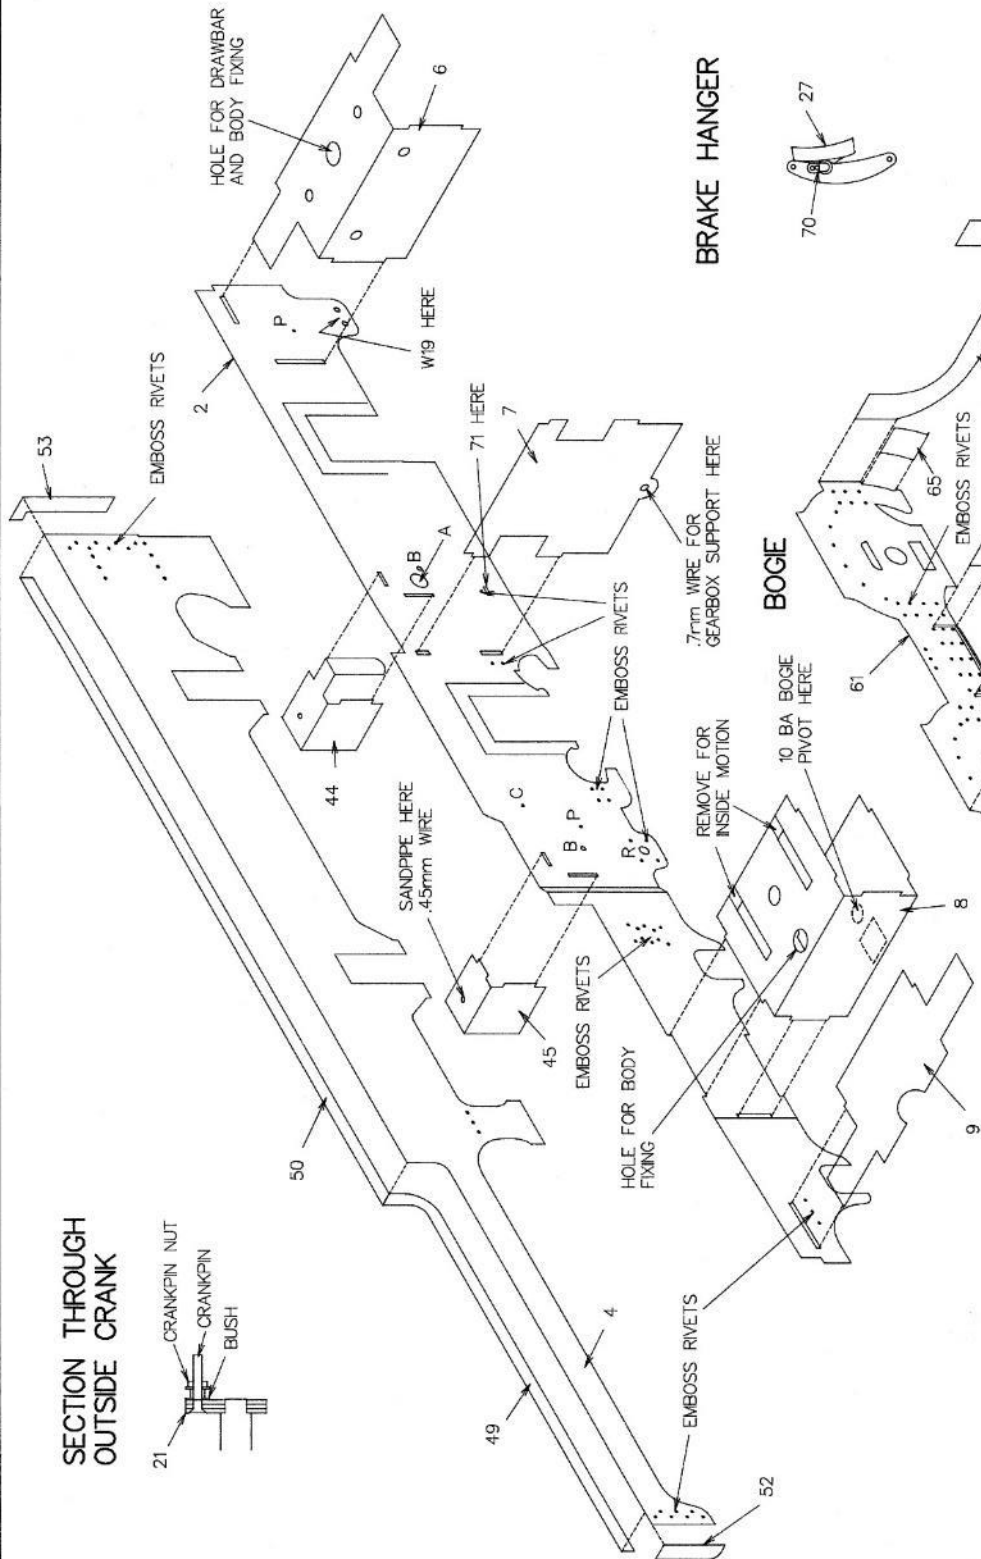 SECTION THROUGH
OUTSIDE CRANK
21
CRANKPIN NUT
CRANKPIN
BUSH
50
49
4
52
EMBOSS RIVETS
53
EMBOSS RIVETS
2
HOLE FOR DRAWBAR
AND BODY FIXING
6
P
W19 HERE
44
SANDPIPE HERE
.45mm WIRE
45
B
A
71 HERE
7
EMBOSS RIVETS
.7mm WIRE FOR
GEARBOX SUPPORT HERE
C
B
P
R
EMBOSS RIVETS
EMBOSS RIVETS
HOLE FOR BODY
FIXING
REMOVE FOR
INSIDE MOTION
10 BA BOGIE
PIVOT HERE
8
9
BRAKE HANGER
27
70
BOGIE
61
65
EMBOSS RIVETS